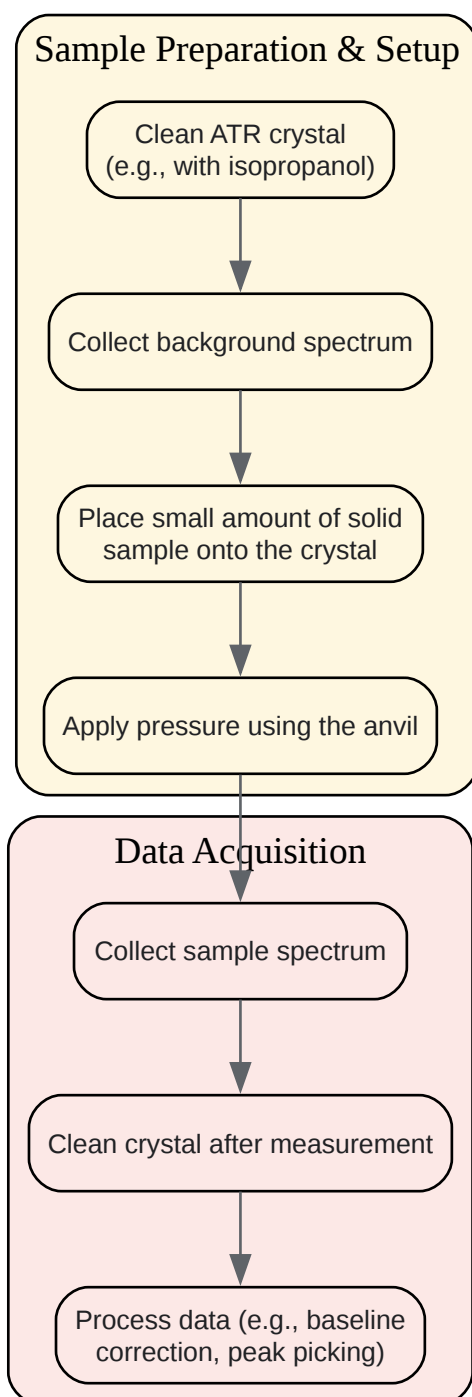 Sample Preparation & Setup
Clean ATR crystal
(e.g., with isopropanol)
Collect background spectrum
Place small amount of solid
sample onto the crystal
Apply pressure using the anvil
Data Acquisition
Collect sample spectrum
Clean crystal after measurement
Process data (e.g., baseline
correction, peak picking)